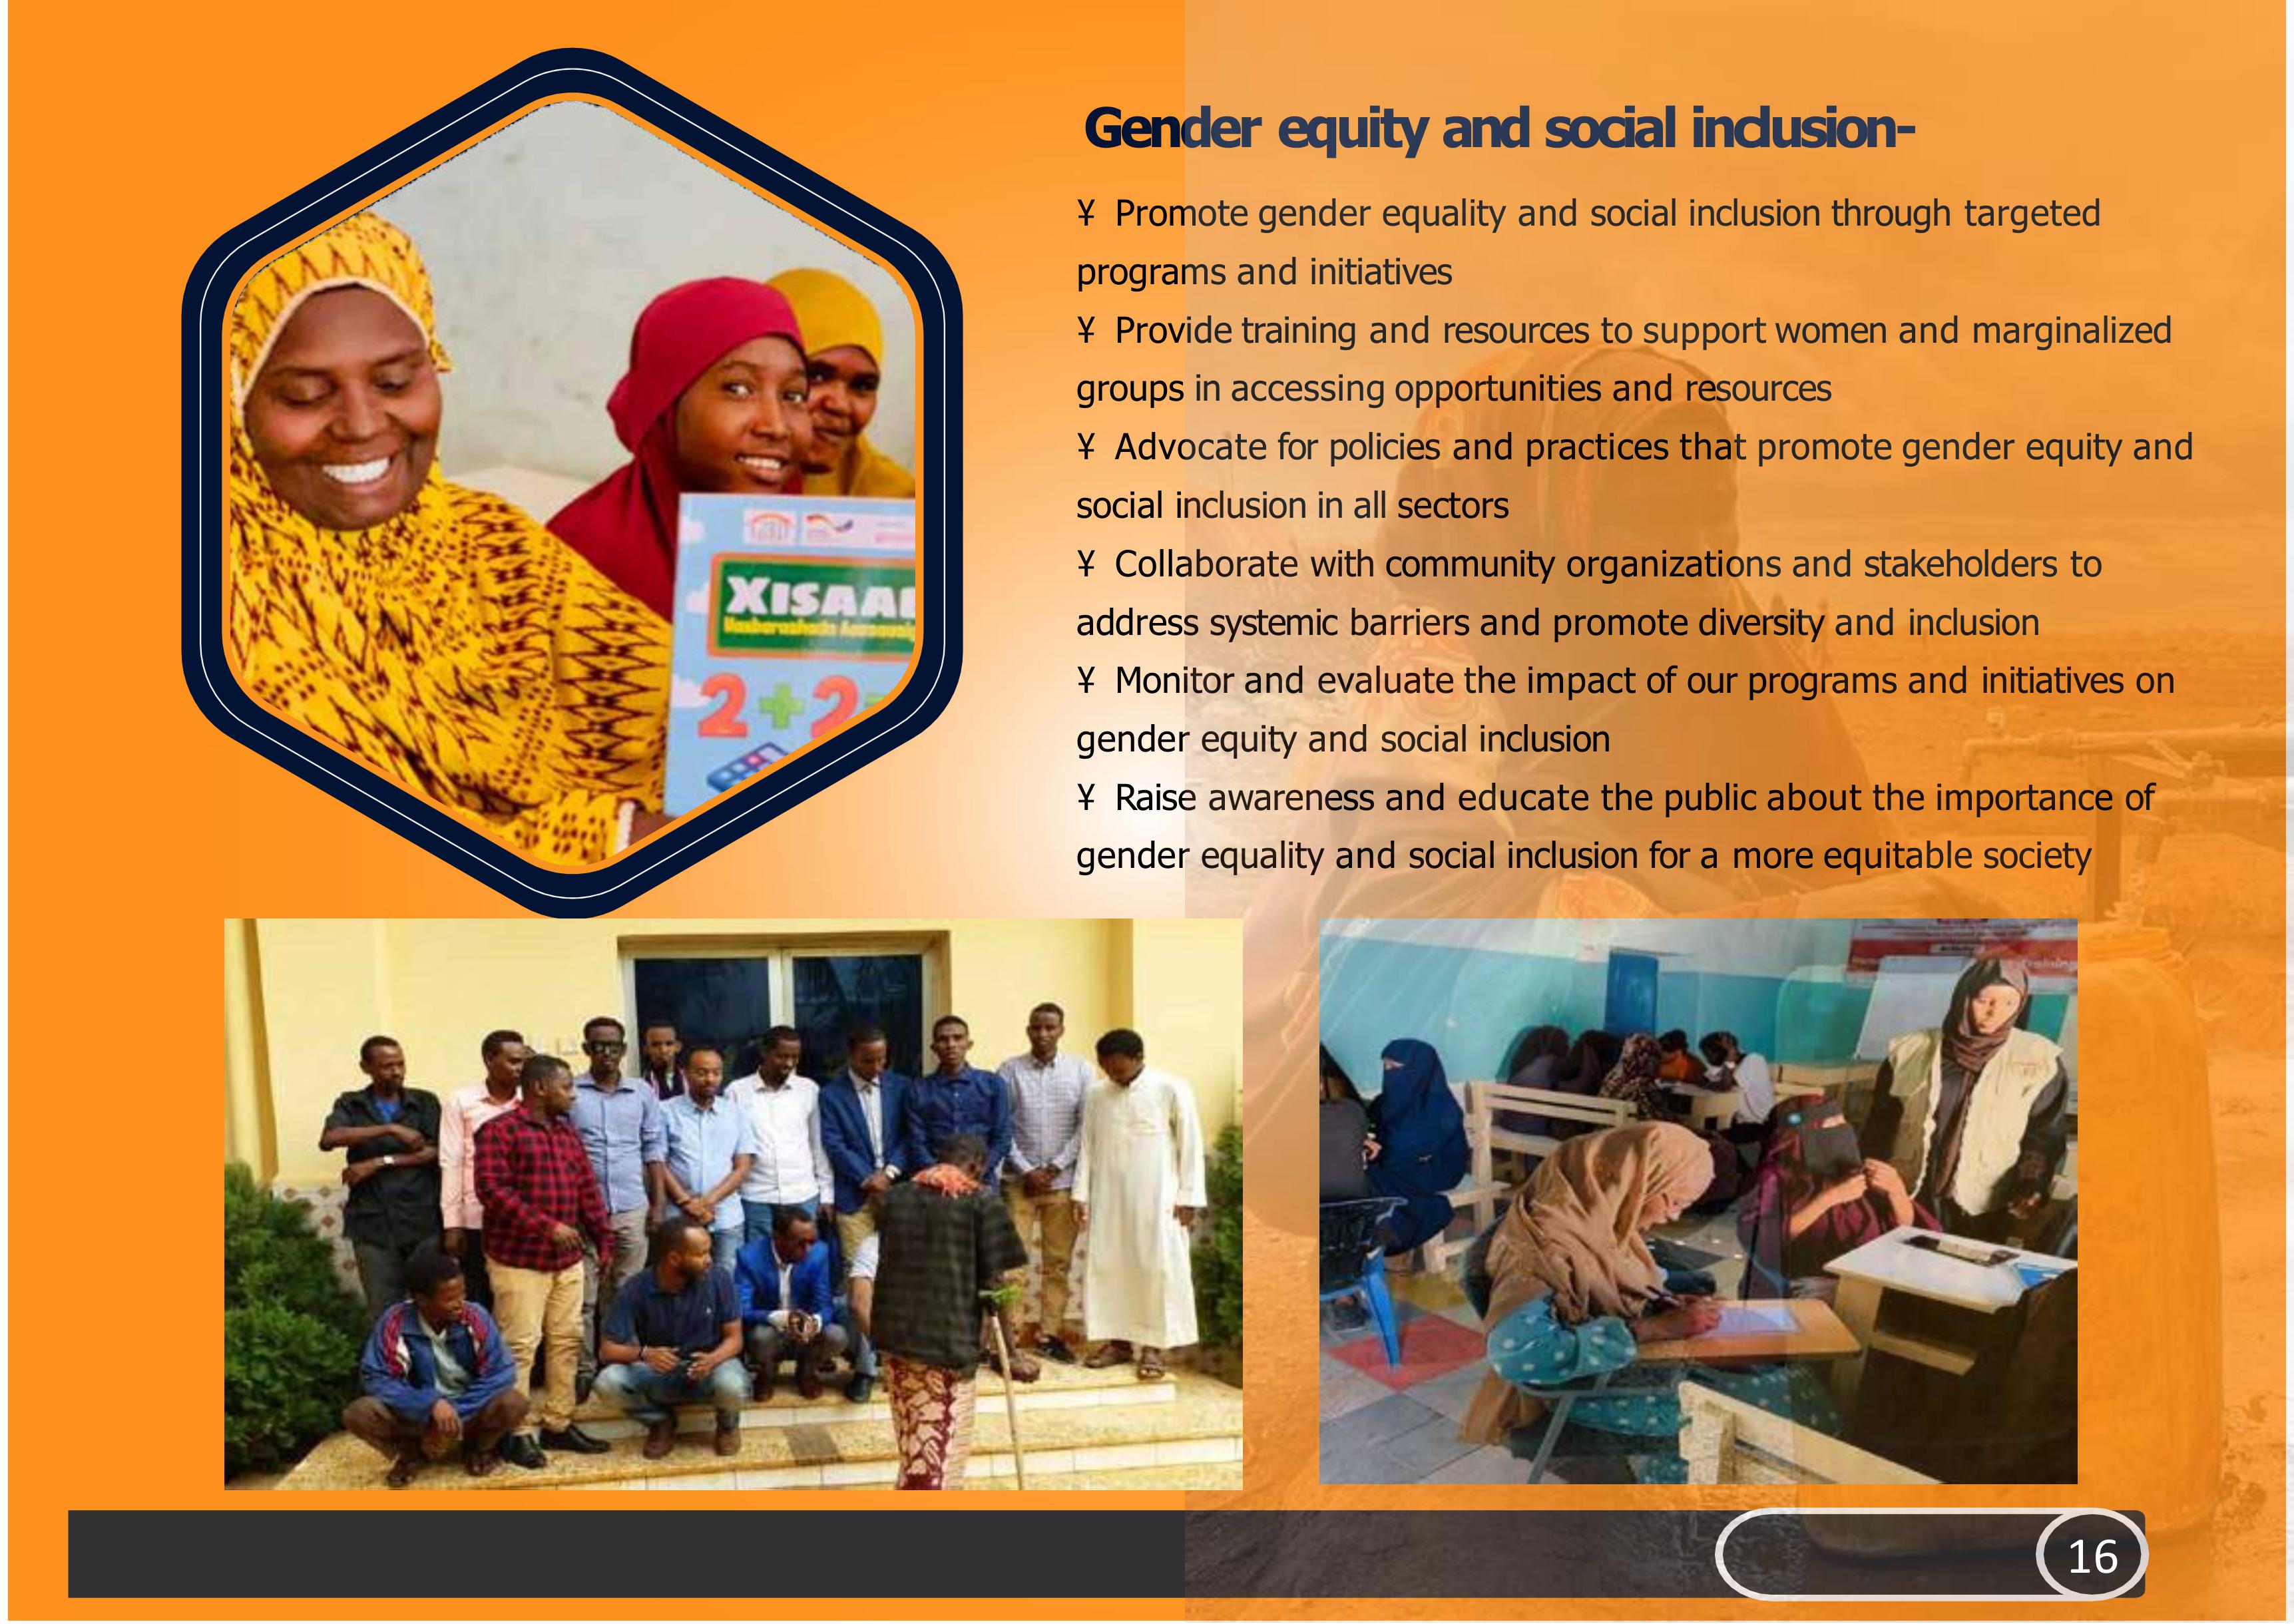 Gender equity and social inclusion-
¥ Promote gender equality and social inclusion through targeted
programs and initiatives
¥ Provide training and resources to support women and marginalized
groups in accessing opportunities and resources
¥ Advocate for policies and practices that promote gender equity and
social inclusion in all sectors
¥ Collaborate with community organizations and stakeholders to
address systemic barriers and promote diversity and inclusion
¥ Monitor and evaluate the impact of our programs and initiatives on
gender equity and social inclusion
¥ Raise awareness and educate the public about the importance of
gender equality and social inclusion for a more equitable society
XISAA
2+2
16